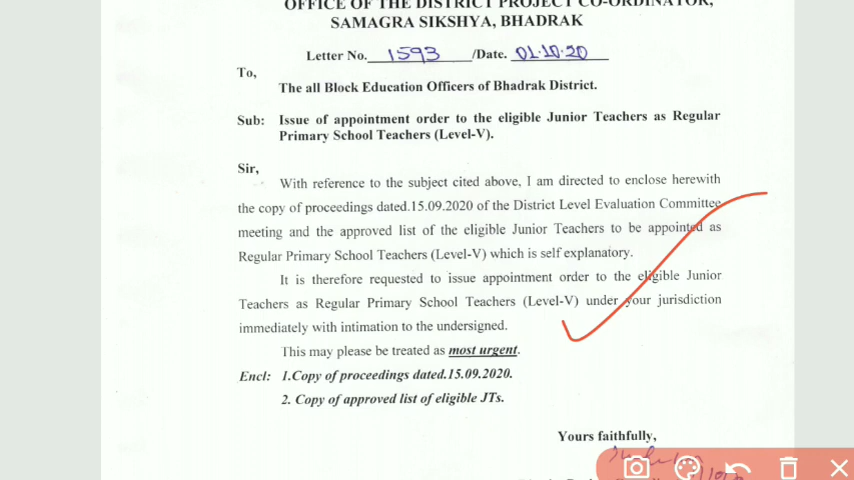 OFFICE OF THE DISTRICT PROJECT CO-ORDINATOR,
SAMAGRA SIKSHYA, BHADRAK
Letter No. 1593 /Date. 01.10.20
To,
The all Block Education Officers of Bhadrak District.
Sub: Issue of appointment order to the eligible Junior Teachers as Regular
Primary School Teachers (Level-V).
Sir,
With reference to the subject cited above, I am directed to enclose herewith
the copy of proceedings dated.15.09.2020 of the District Level Evaluation Committee
meeting and the approved list of the eligible Junior Teachers to be appointed as
Regular Primary School Teachers (Level-V) which is self explanatory.
It is therefore requested to issue appointment order to the eligible Junior
Teachers as Regular Primary School Teachers (Level-V) under your jurisdiction
immediately with intimation to the undersigned.
This may please be treated as most urgent.
Encl: 1.Copy of proceedings dated.15.09.2020.
2. Copy of approved list of eligible JTs.
Yours faithfully,